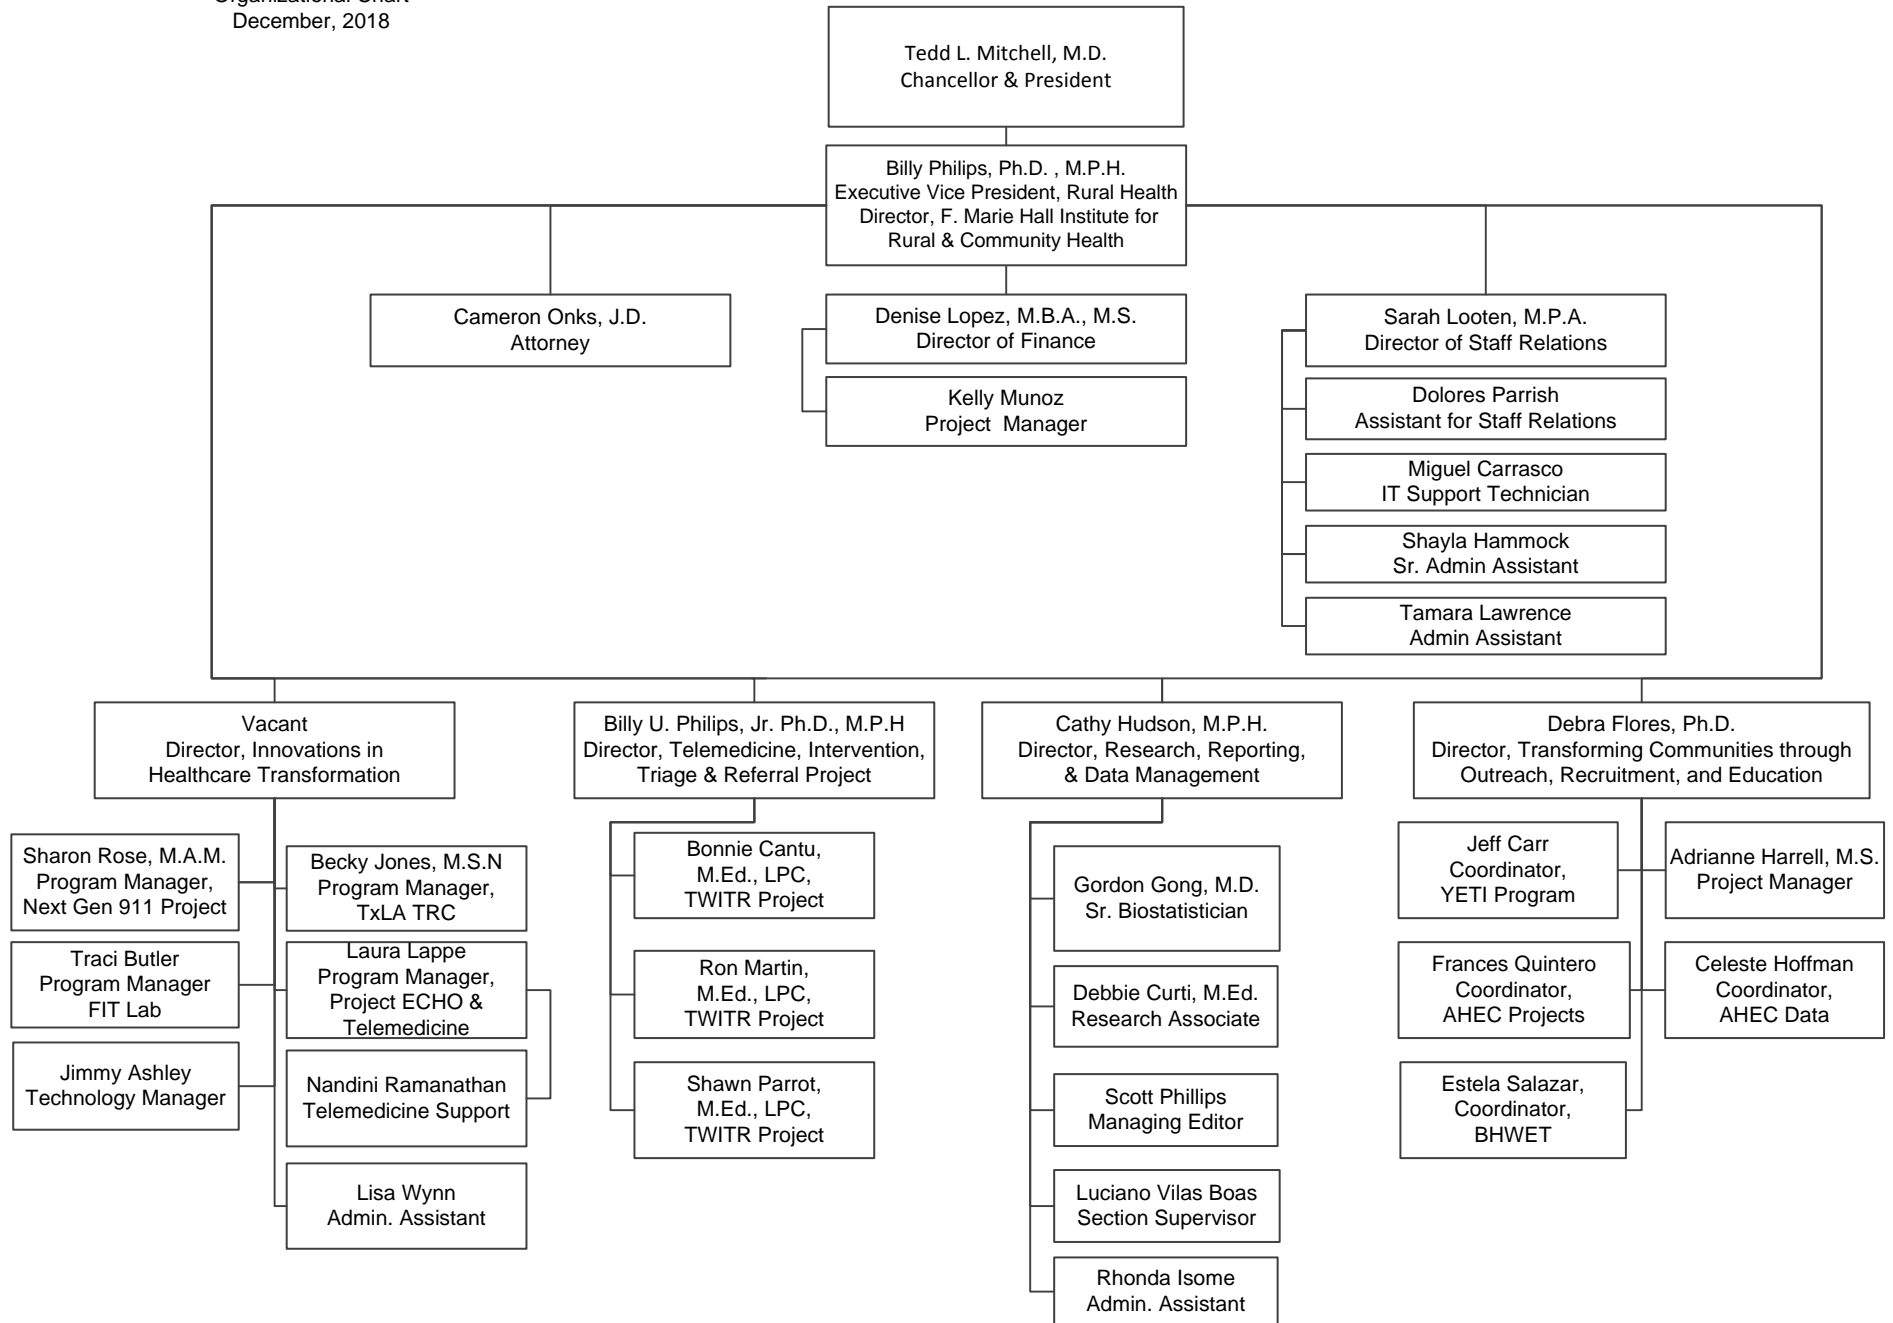 December, 2018
Tedd L. Mitchell, M.D.
Chancellor & President
Billy Philips, Ph.D. , M.P.H.
Executive Vice President, Rural Health
Director, F. Marie Hall Institute for
Rural & Community Health
Cameron Onks, J.D.
Attorney
Denise Lopez, M.B.A., M.S.
Director of Finance
Kelly Munoz
Project  Manager
Sarah Looten, M.P.A.
Director of Staff Relations
Dolores Parrish
Assistant for Staff Relations
Miguel Carrasco
IT Support Technician
Shayla Hammock
Sr. Admin Assistant
Tamara Lawrence
Admin Assistant
Vacant
Director, Innovations in
Healthcare Transformation
Sharon Rose, M.A.M.
Program Manager,
Next Gen 911 Project
Becky Jones, M.S.N
Program Manager,
TxLA TRC
Traci Butler
Program Manager
FIT Lab
Laura Lappe
Program Manager,
Project ECHO &
Telemedicine
Jimmy Ashley
Technology Manager
Nandini Ramanathan
Telemedicine Support
Lisa Wynn
Admin. Assistant
Billy U. Philips, Jr. Ph.D., M.P.H
Director, Telemedicine, Intervention,
Triage & Referral Project
Bonnie Cantu,
M.Ed., LPC,
TWITR Project
Ron Martin,
M.Ed., LPC,
TWITR Project
Shawn Parrot,
M.Ed., LPC,
TWITR Project
Cathy Hudson, M.P.H.
Director, Research, Reporting,
& Data Management
Gordon Gong, M.D.
Sr. Biostatistician
Debbie Curti, M.Ed.
Research Associate
Scott Phillips
Managing Editor
Luciano Vilas Boas
Section Supervisor
Rhonda Isome
Admin. Assistant
Debra Flores, Ph.D.
Director, Transforming Communities through
Outreach, Recruitment, and Education
Jeff Carr
Coordinator,
YETI Program
Adrianne Harrell, M.S.
Project Manager
Frances Quintero
Coordinator,
AHEC Projects
Celeste Hoffman
Coordinator,
AHEC Data
Estela Salazar,
Coordinator,
BHWET